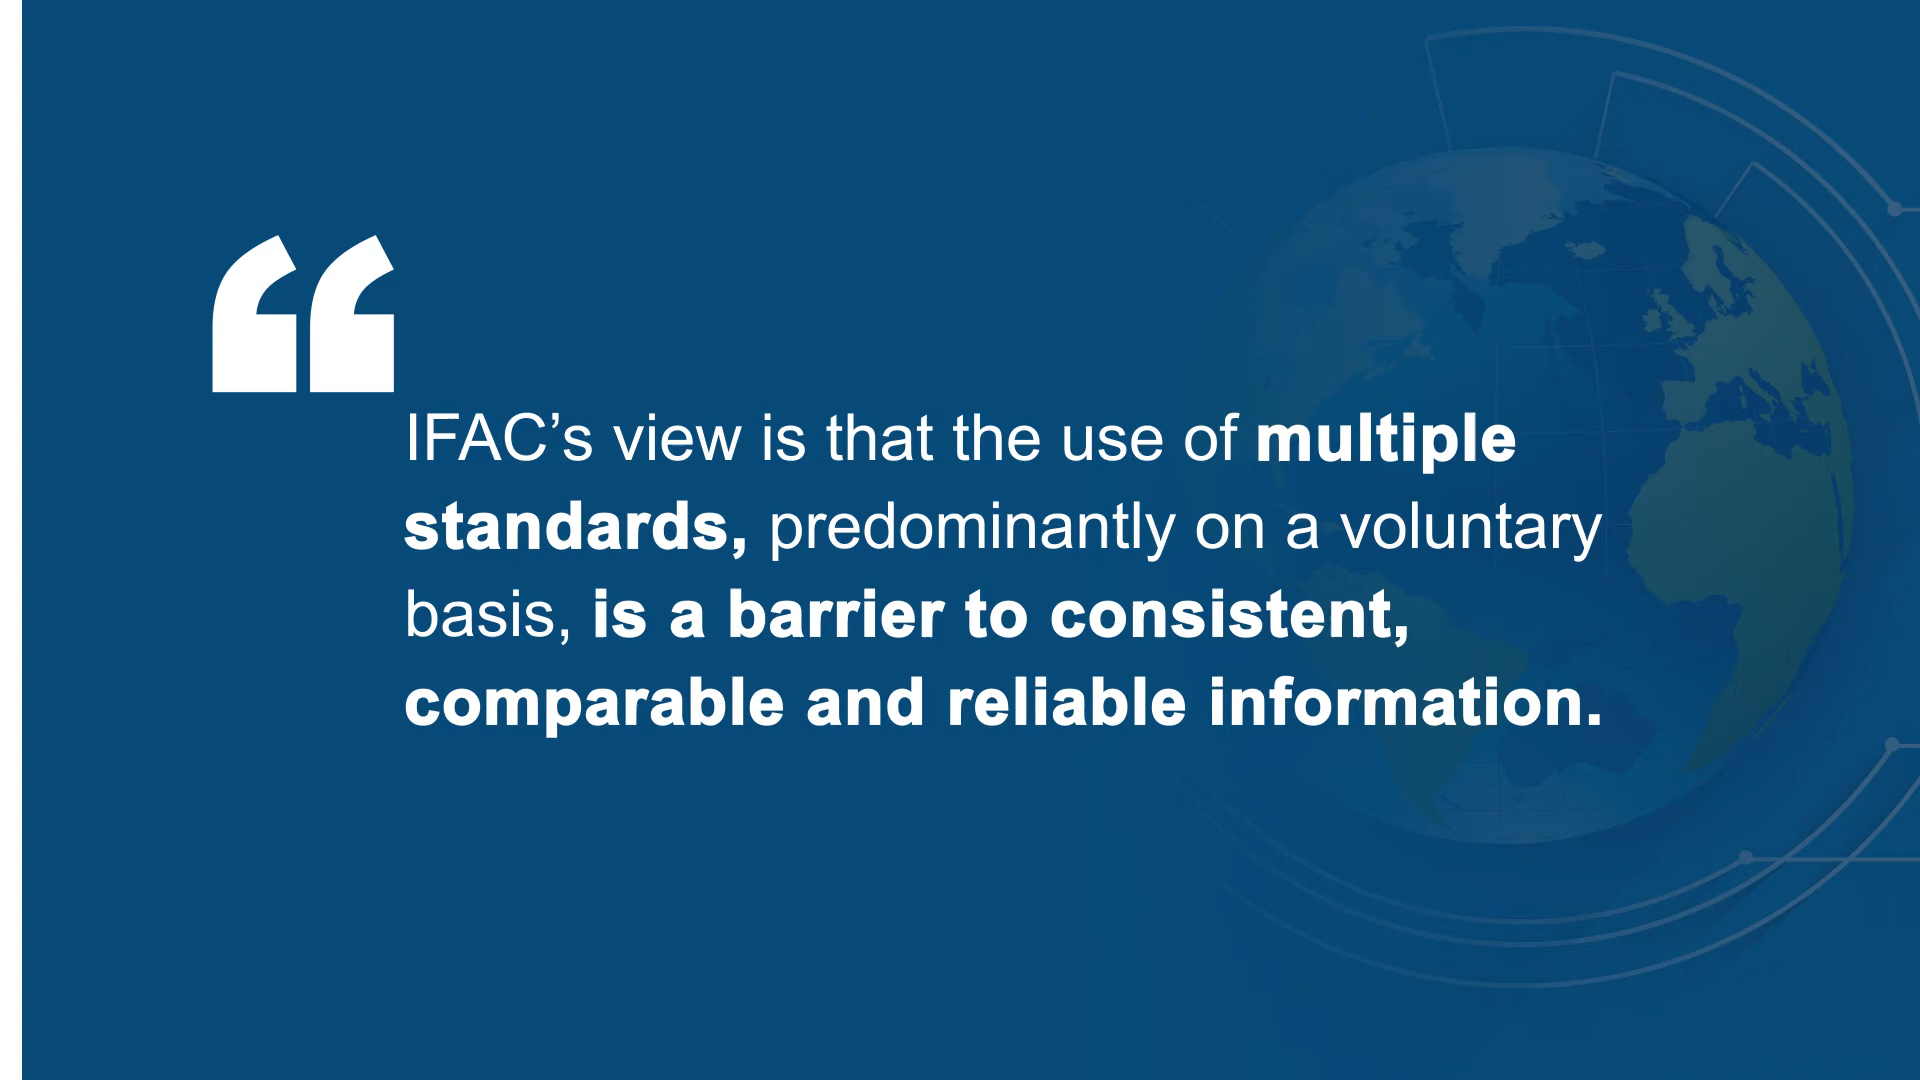 “
IFAC’s view is that the use of multiple
standards, predominantly on a voluntary
basis, is a barrier to consistent,
comparable and reliable information.